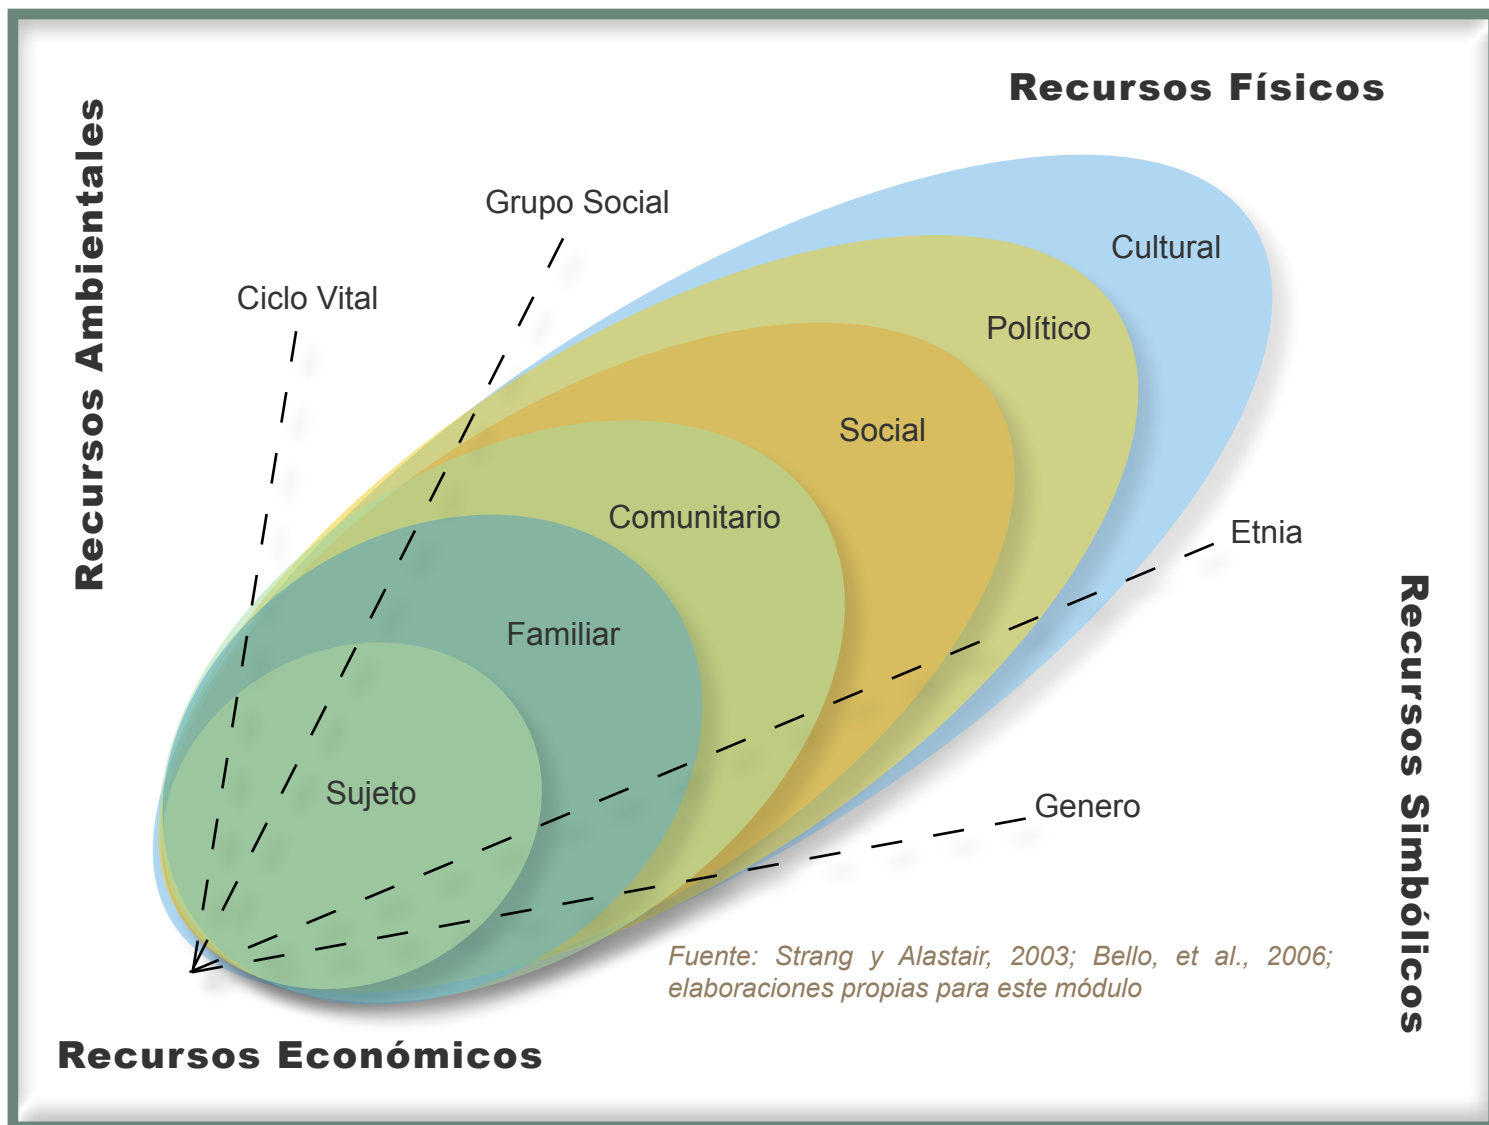 Recursos Físicos
Recursos Ambientales
Grupo Social
Cultural
Ciclo Vital
Político
Social
Comunitario
Etnia
Familiar
Recursos Simbólicos
Sujeto
Genero
Fuente: Strang y Alastair, 2003; Bello, et al., 2006;
elaboraciones propias para este módulo
Recursos Económicos